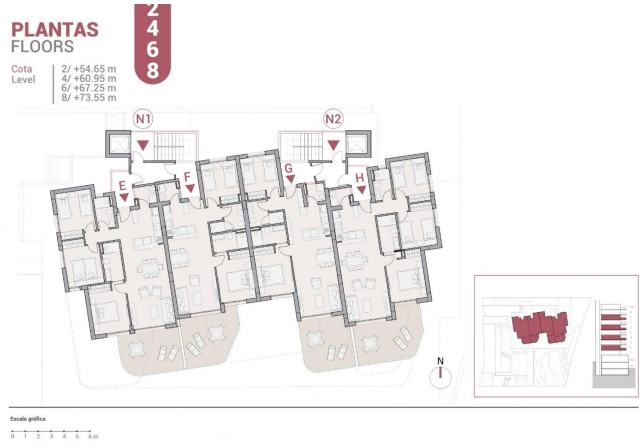 PLANTAS
FLOORS
2
4
6
8
Cota
Level
2/ +54.65 m
4/ +60.95 m
6/ +67.25 m
8/ +73.55 m
N1
N2
E
F
G
H
N
Escala gráfica
0 1 2 3 4 5 6 m